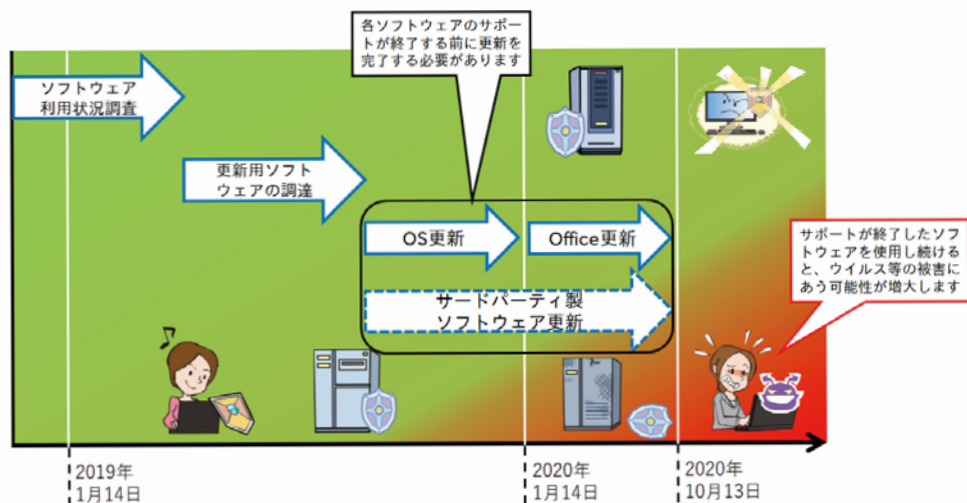 各ソフトウェアのサポー
トが終了する前に更新を
完了する必要があります
ソフトウェア
利用状況調査
更新用ソフト
ウェアの調達
OS更新
Office更新
サードパーティ製
ソフトウェア更新
サポートが終了したソフ
トウェアを使用し続ける
と、ウイルス等の被害に
あう可能性が増大します
2019年
1月14日
2020年
1月14日
2020年
10月13日